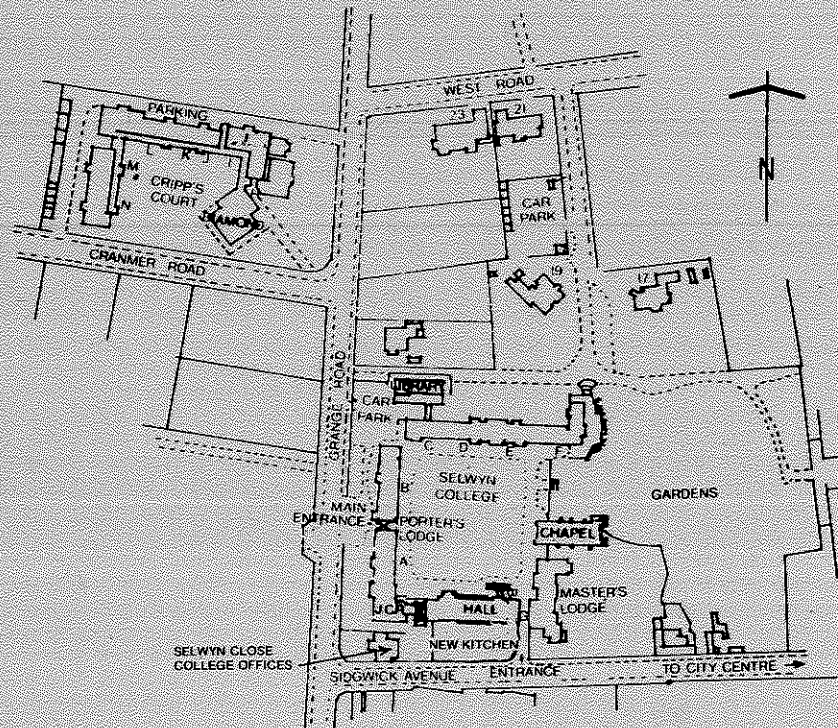 WEST ROAD
PARKING
23
21
K
M
N
CRIPP'S
COURT
DIAMOND
CAR
PARK
N
CRANMER ROAD
19
17
GRANGE ROAD
LIBRARY
CAR
PARK
C
D
E
F
B
SELWYN
COLLEGE
GARDENS
MAIN
ENTRANCE
PORTER'S
LODGE
CHAPEL
A
MASTER'S
LODGE
HALL
NEW KITCHEN
SELWYN CLOSE
COLLEGE OFFICES
SIDGWICK AVENUE
ENTRANCE
TO CITY CENTRE